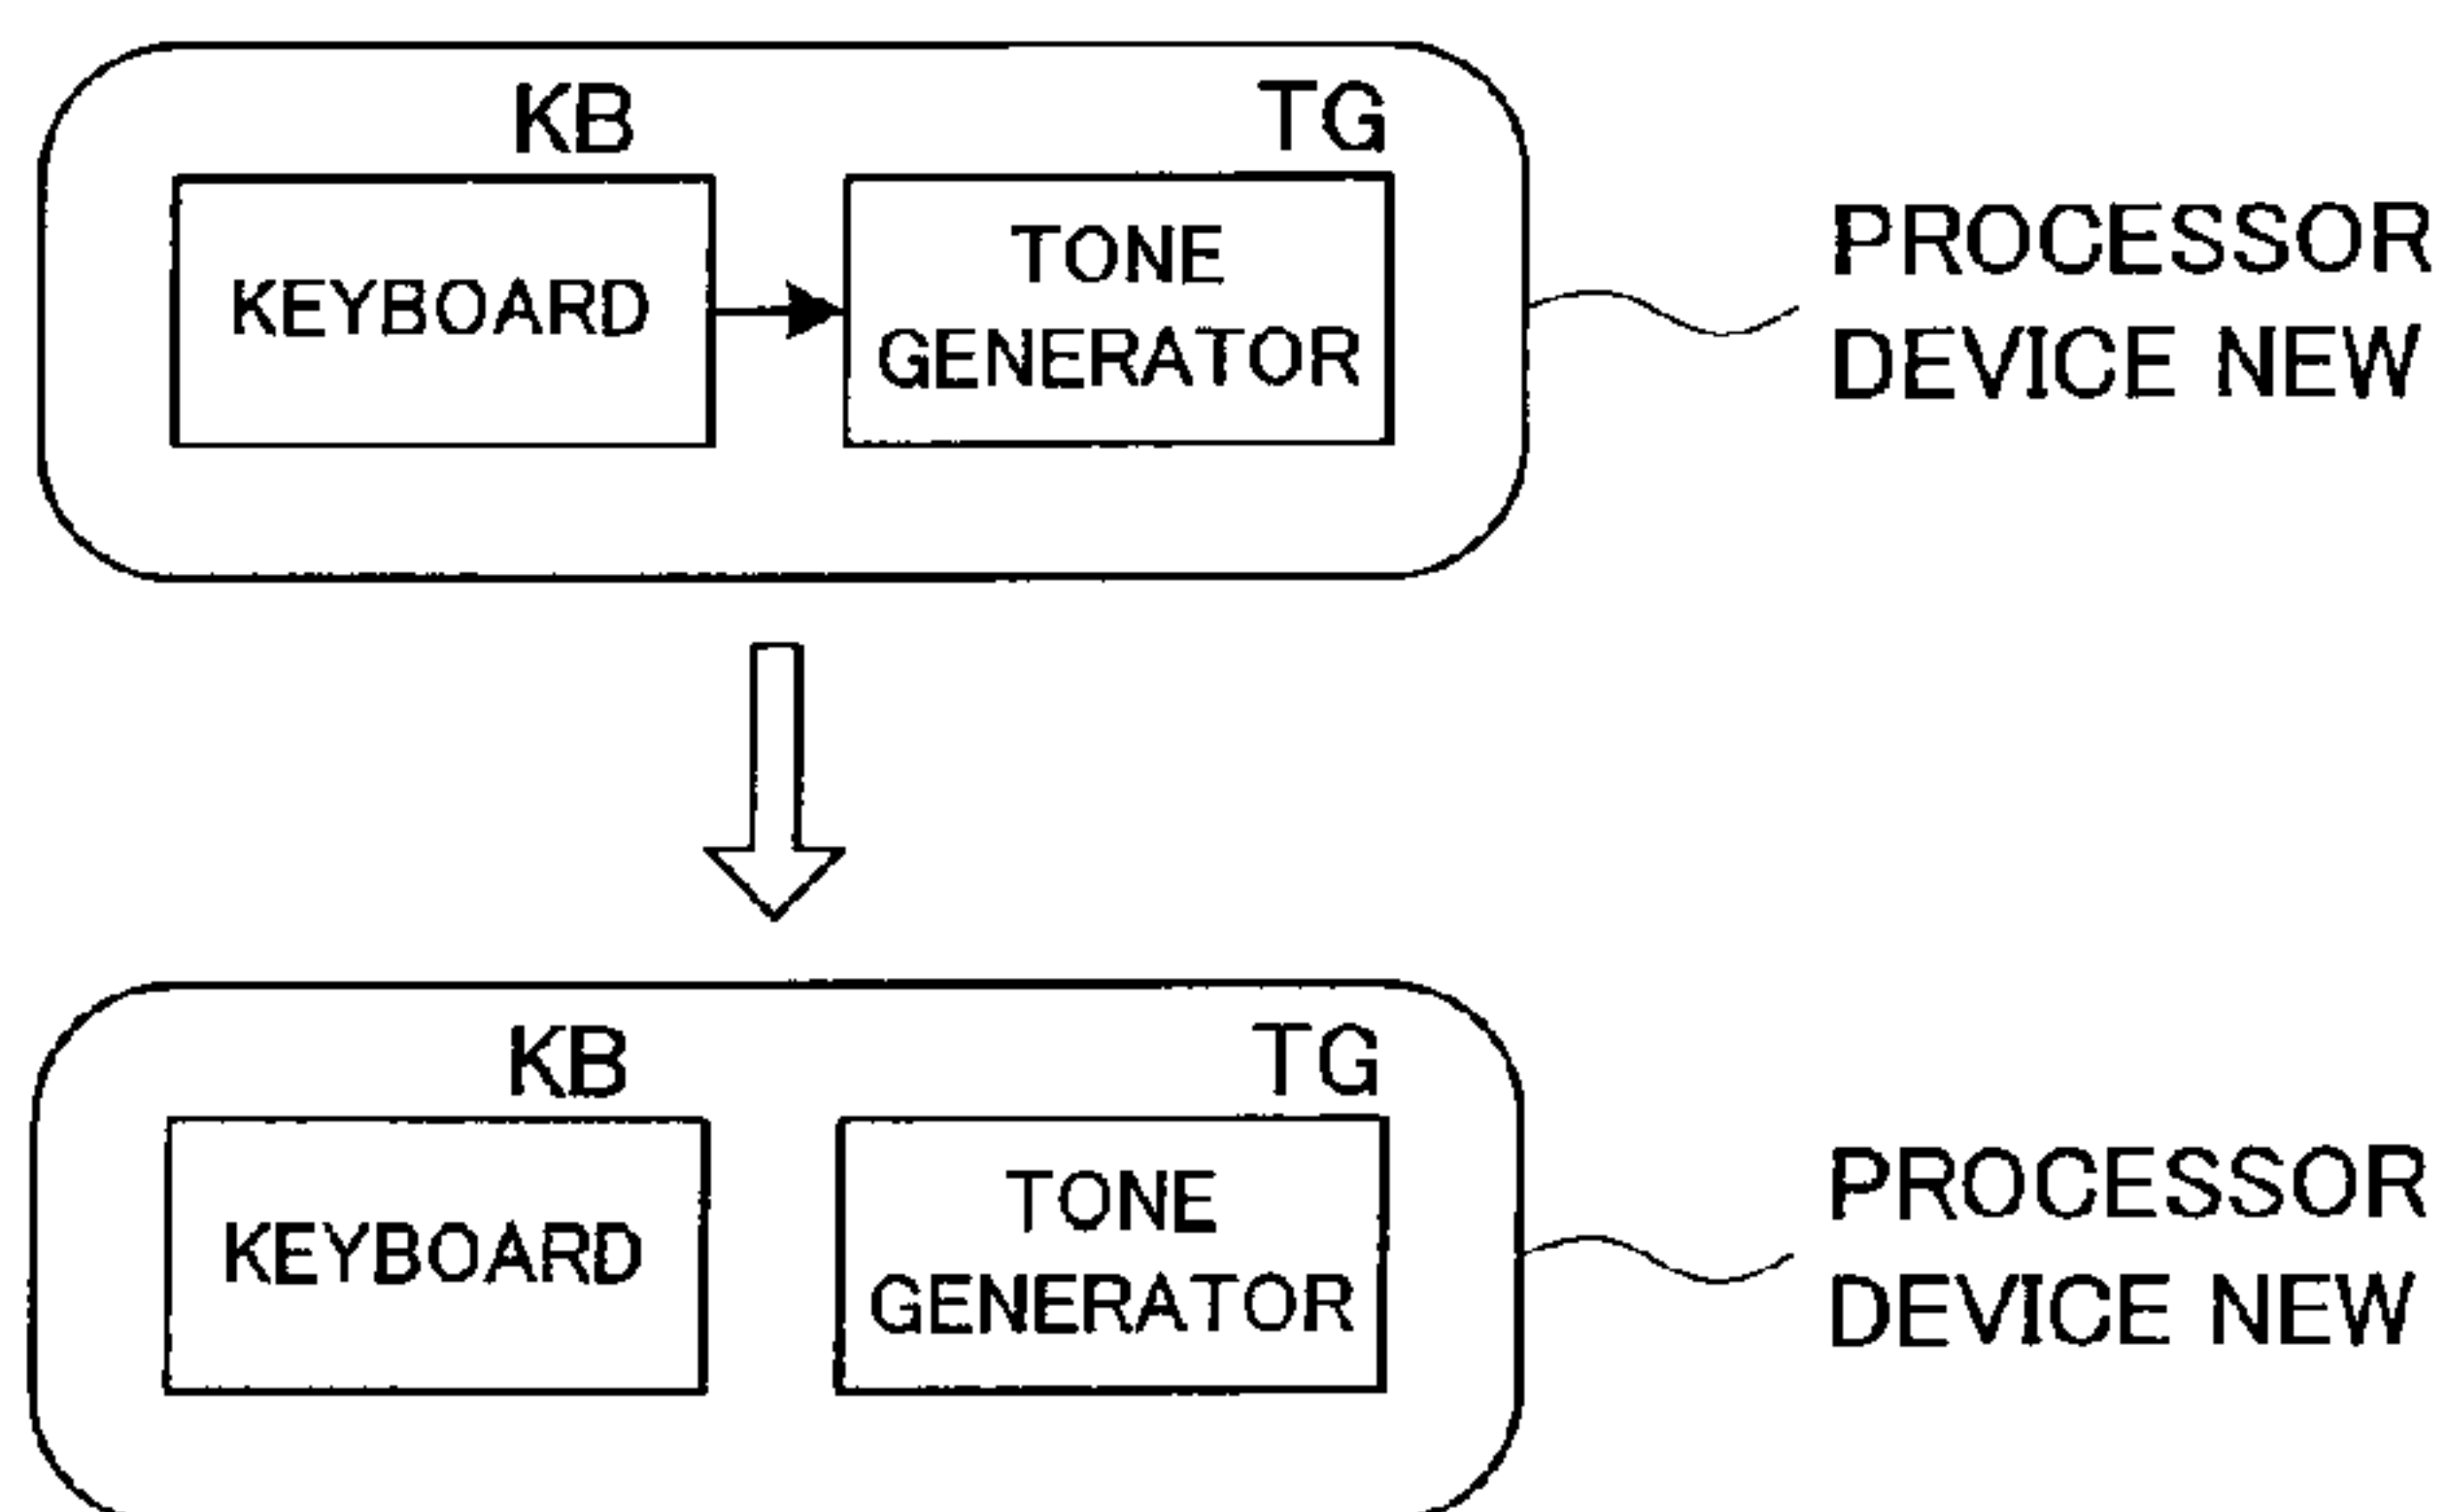 KB TG
KEYBOARD
TONE
GENERATOR
PROCESSOR
DEVICE NEW
KB TG
KEYBOARD
TONE
GENERATOR
PROCESSOR
DEVICE NEW